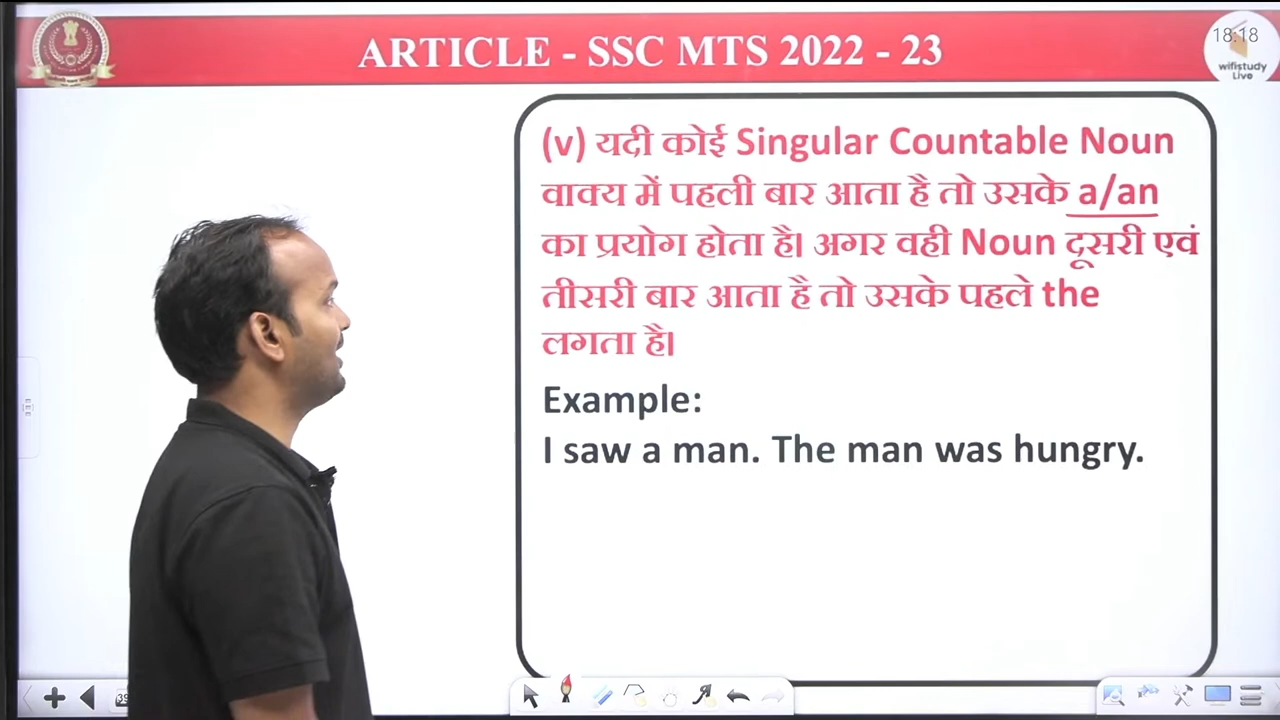 ARTICLE - SSC MTS 2022 - 23
18:18
wifistudy
Live
(v) यदी कोई Singular Countable Noun
वाक्य में पहली बार आता है तो उसके a/an
का प्रयोग होता है। अगर वही Noun दूसरी एवं
तीसरी बार आता है तो उसके पहले the
लगता है।
Example:
I saw a man. The man was hungry.
39